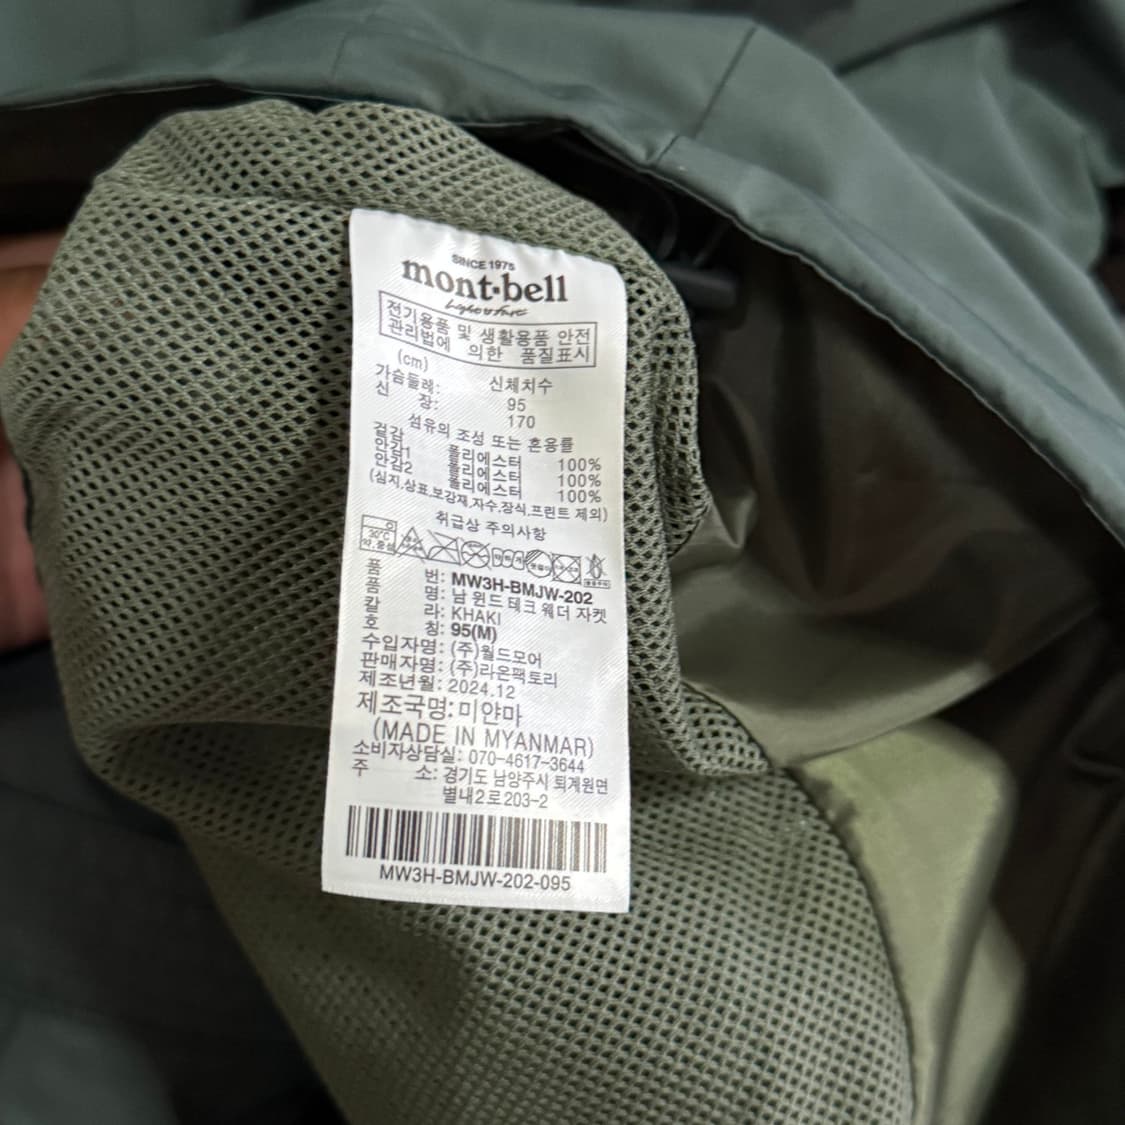 SINCE 1975
mont-bell
Light & Fast
전기용품 및 생활용품 안전
관리법에 의한 품질표시
(cm) 신체치수
가슴둘레: 95
신 장: 170
섬유의 조성 또는 혼용률
겉감 폴리에스터 100%
안감1 폴리에스터 100%
안감2 폴리에스터 100%
(심지,상표,보강재,자수,장식,프린트 제외)
취급상 주의사항
30°C
약, 중성
품 번: MW3H-BMJW-202
품 명: 남 윈드 테크 웨더 자켓
칼 라: KHAKI
호 칭: 95(M)
수입자명: (주)월드모어
판매자명: (주)라온팩토리
제조년월: 2024.12
제조국명: 미얀마
(MADE IN MYANMAR)
소비자상담실: 070-4617-3644
주 소: 경기도 남양주시 퇴계원면
별내2로203-2
MW3H-BMJW-202-095